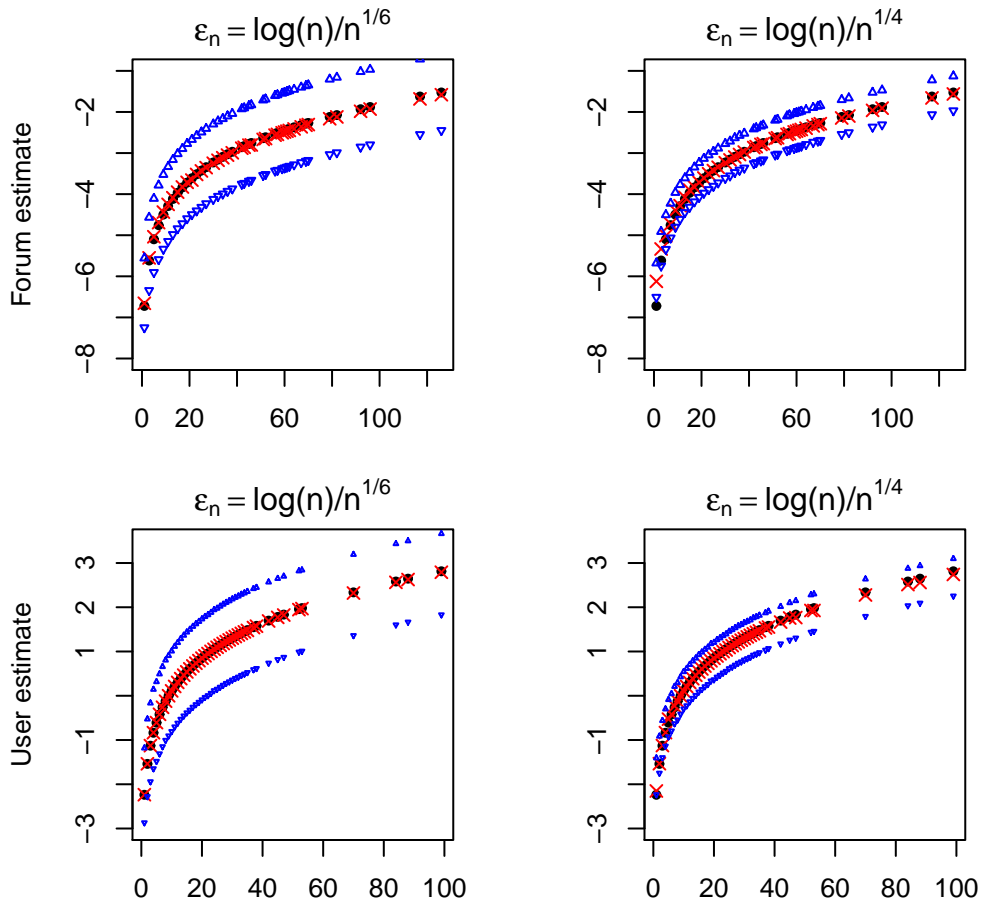 εn = log(n)/n^1/6
εn = log(n)/n^1/4
Forum estimate
−2
−4
−6
−8
0 20 60 100
−2
−4
−6
−8
0 20 60 100
εn = log(n)/n^1/6
εn = log(n)/n^1/4
User estimate
3
2
1
−1
−3
0 20 40 60 80 100
3
2
1
−1
−3
0 20 40 60 80 100